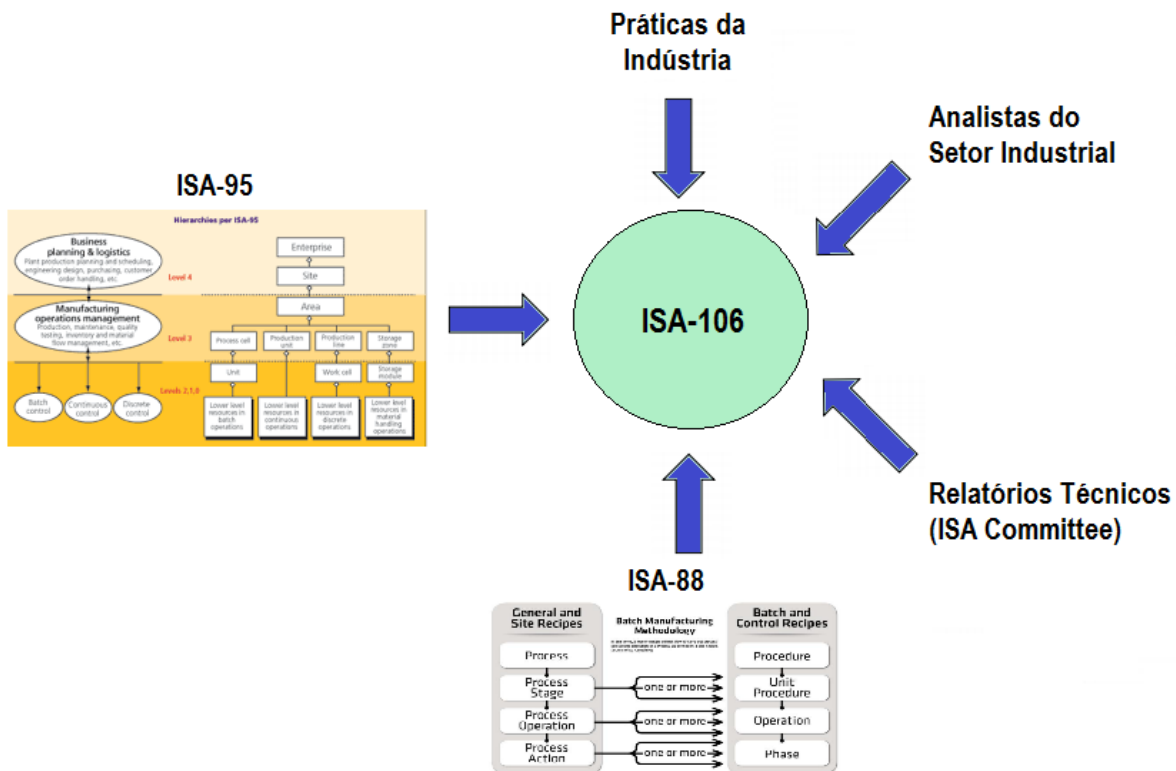 Práticas da
Indústria
Analistas do
Setor Industrial
ISA-95
Hierarchies per ISA-95
Business
planning & logistics
Plant production planning and scheduling,
engineering design, purchasing, customer
order handling, etc.
Level 4
Enterprise
Site
Manufacturing
operations management
Production, maintenance, quality
testing, inventory and material
flow management, etc.
Level 3
Area
Process cell
Production
unit
Production
line
Storage
zone
Levels 2,1,0
Unit
Work cell
Storage
module
Batch
control
Continuous
control
Discrete
control
Lower level
resources in
batch
operations
Lower level
resources in
continuous
operations
Lower level
resources in
discrete
operations
Lower level
resources in
material
handling
operations
ISA-106
Relatórios Técnicos
(ISA Committee)
ISA-88
General and
Site Recipes
Process
Process
Stage
Process
Operation
Process
Action
Batch Manufacturing
Methodology
one or more
one or more
one or more
Batch and
Control Recipes
Procedure
Unit
Procedure
Operation
Phase